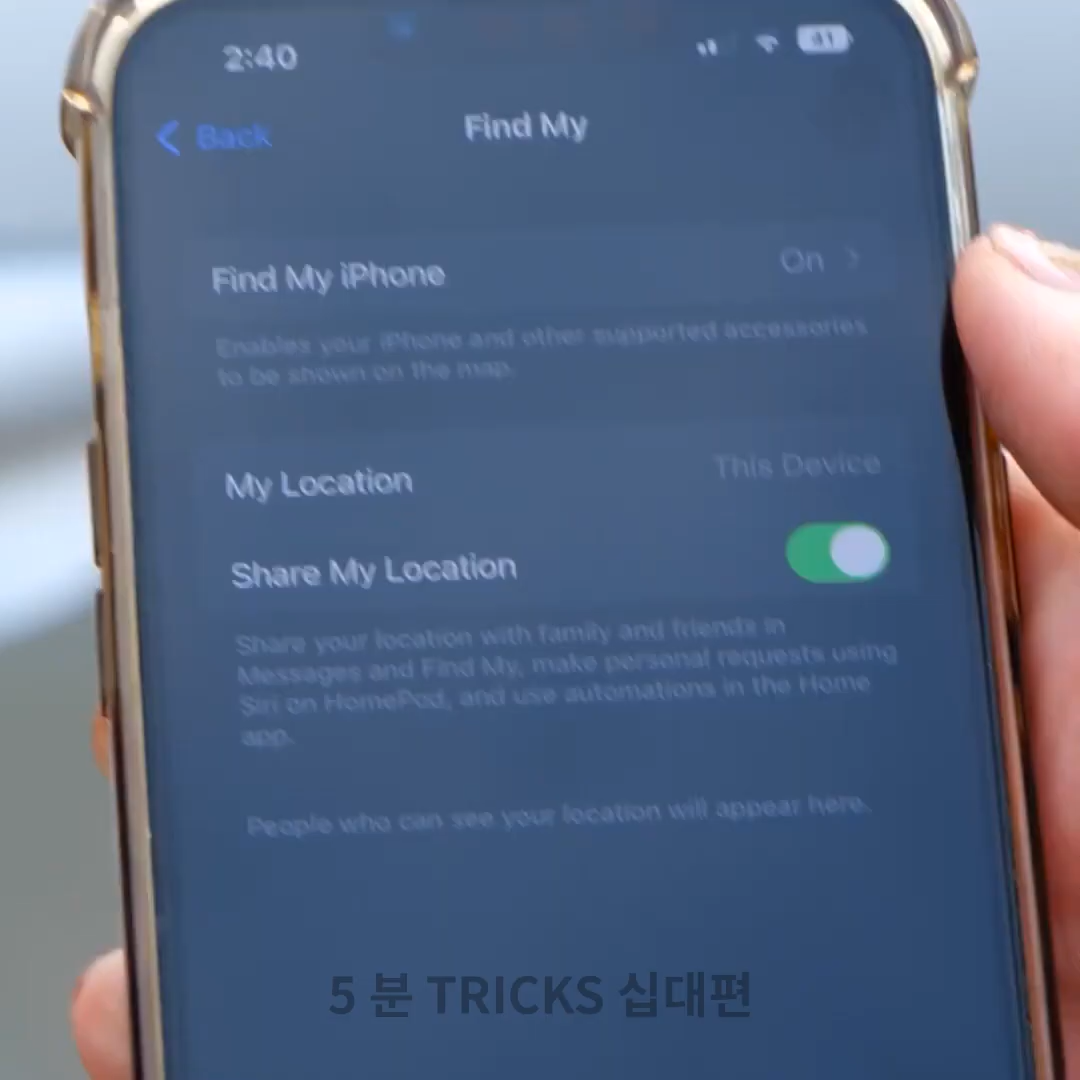 2:40
41
Back
Find My
Find My iPhone
On
Enables your iPhone and other supported accessories
to be shown on the map.
My Location
This Device
Share My Location
Share your location with family and friends in
Messages and Find My, make personal requests using
Siri on HomePod, and use automations in the Home
app.
People who can see your location will appear here.
5 분 TRICKS 십대편